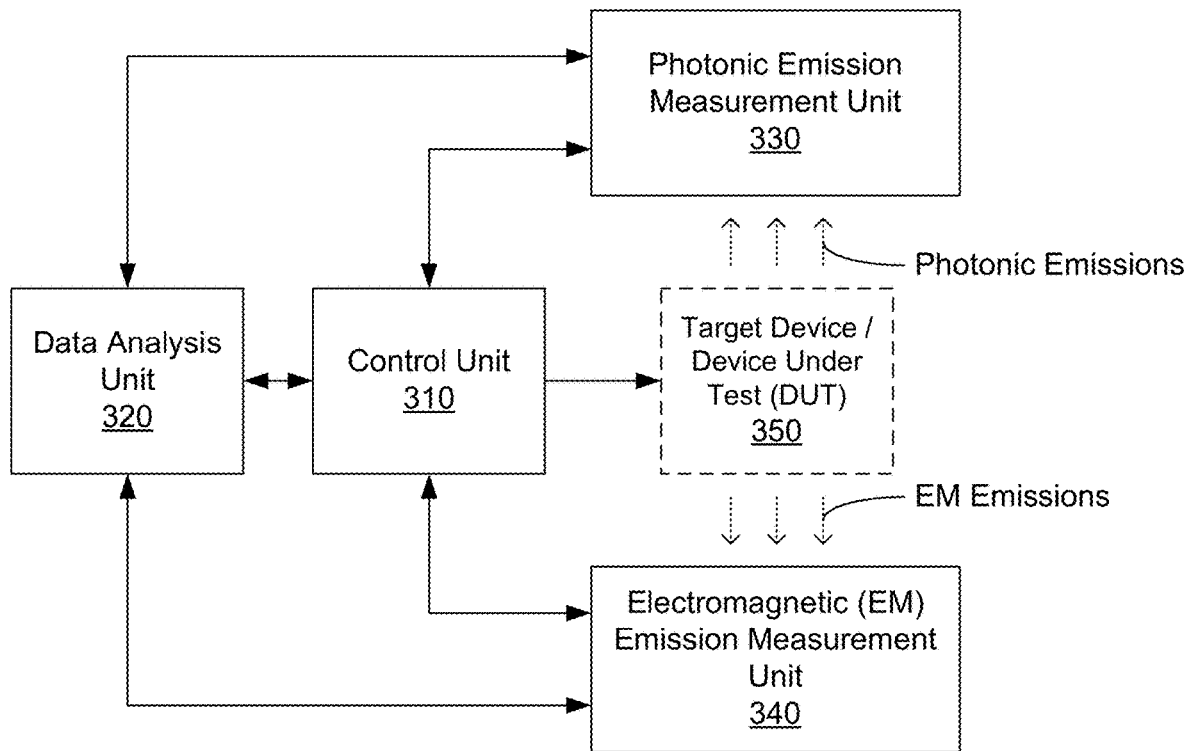 Photonic Emission
Measurement Unit
330
Photonic Emissions
Data Analysis
Unit
320
Control Unit
310
Target Device /
Device Under
Test (DUT)
350
EM Emissions
Electromagnetic (EM)
Emission Measurement
Unit
340